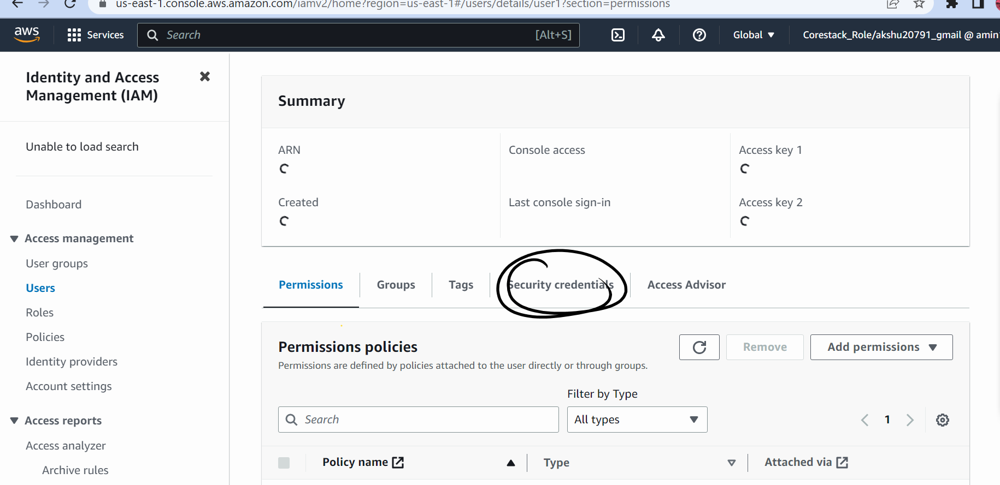 us-east-1.console.aws.amazon.com/iamv2/home?region=us-east-1#/users/details/user1?section=permissions
aws
Services
Search
[Alt+S]
Global
Corestack_Role/akshu20791_gmail @ amin
Identity and Access
Management (IAM)
Unable to load search
Dashboard
Access management
User groups
Users
Roles
Policies
Identity providers
Account settings
Access reports
Access analyzer
Archive rules
Summary
ARN
Console access
Access key 1
Created
Last console sign-in
Access key 2
Permissions
Groups
Tags
Security credentials
Access Advisor
Permissions policies
Remove
Add permissions
Permissions are defined by policies attached to the user directly or through groups.
Filter by Type
Search
All types
1
Policy name
Type
Attached via